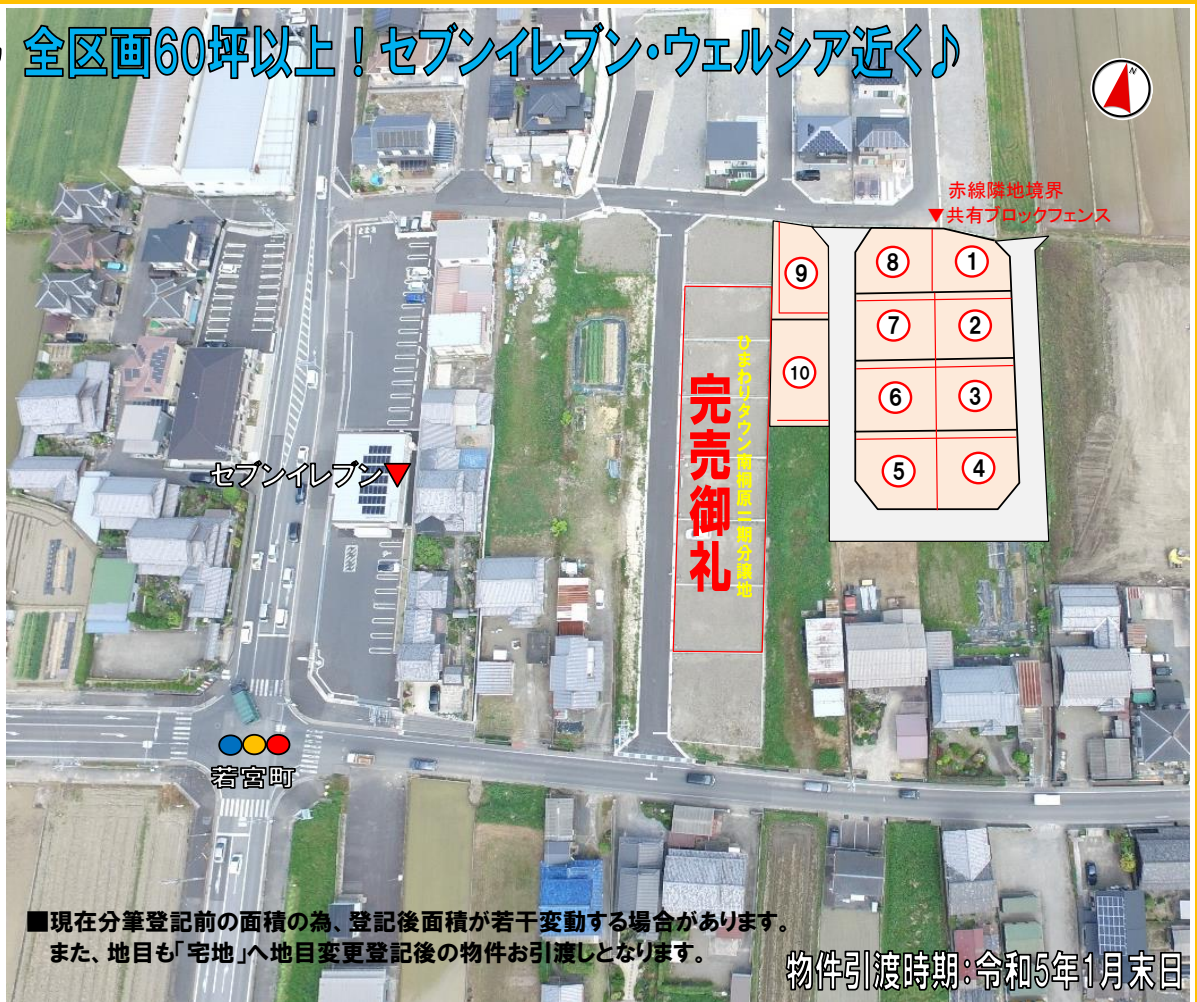 全区画60坪以上！セブンイレブン・ウェルシア近く♪
N
赤線隣地境界
▼共有ブロックフェンス
9
8
1
7
2
10
6
3
5
4
ひまわりタウン南桐原二期分譲地
完売御礼
セブンイレブン▼
若宮町
■現在分筆登記前の面積の為、登記後面積が若干変動する場合があります。
また、地目も「宅地」へ地目変更登記後の物件お引渡しとなります。
物件引渡時期：令和5年1月末日